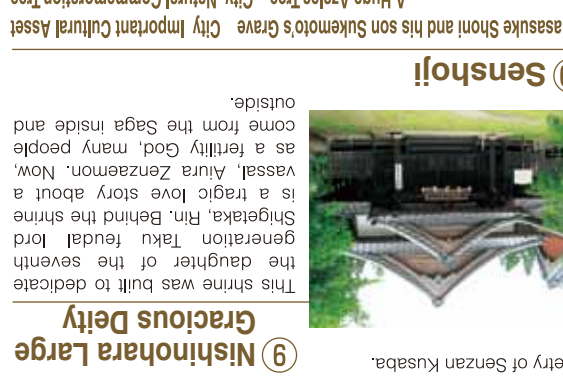 etry of Senzan Kusaba.
⑨ Nishinohara Large
Gracious Deity
This shrine was built to dedicate
the daughter of the seventh
generation Taku feudal lord
Shigetaka, Rin. Behind the shrine
is a tragic love story about a
vassal, Aiura Zenzaemon. Now,
as a fertility God, many people
come from the Saga inside and
outside.
Senshoji
asasuke Shoni and his son Sukemoto's Grave City Important Cultural Asset
A Huge Azalea Tree City Natural Commemoration Tree